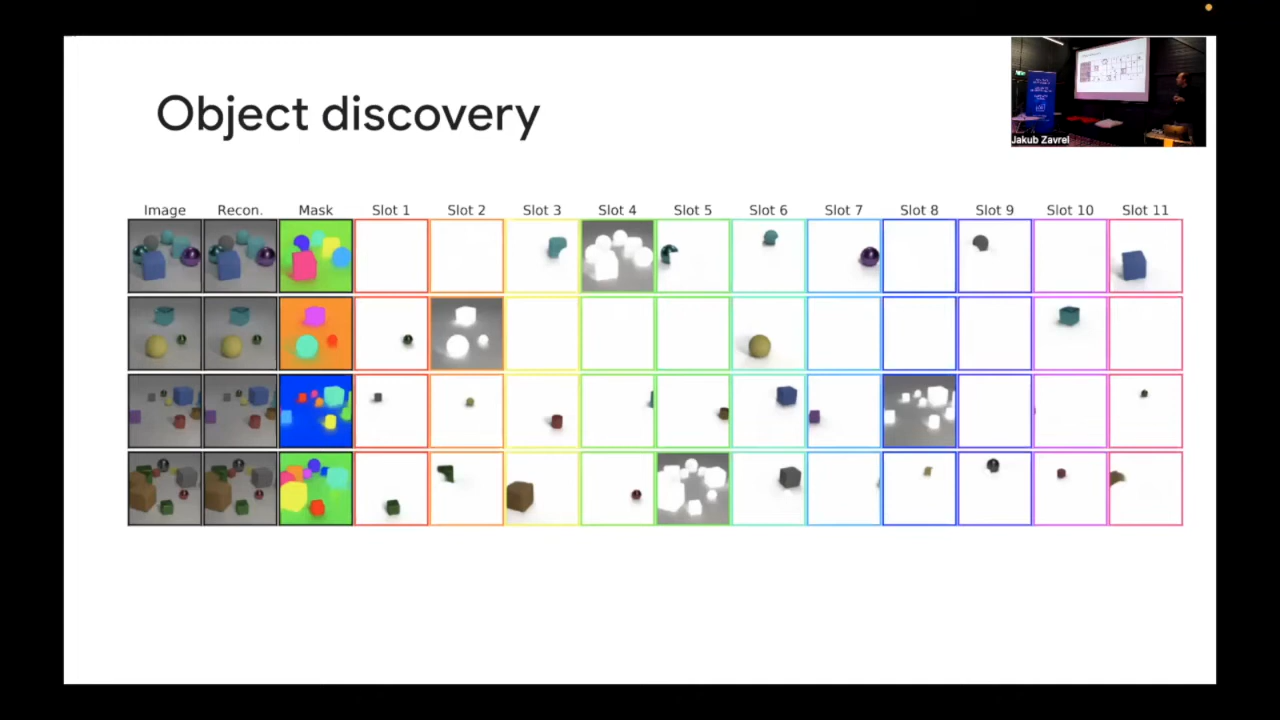 Object discovery
Jakub Zavrel
Image Recon. Mask Slot 1 Slot 2 Slot 3 Slot 4 Slot 5 Slot 6 Slot 7 Slot 8 Slot 9 Slot 10 Slot 11